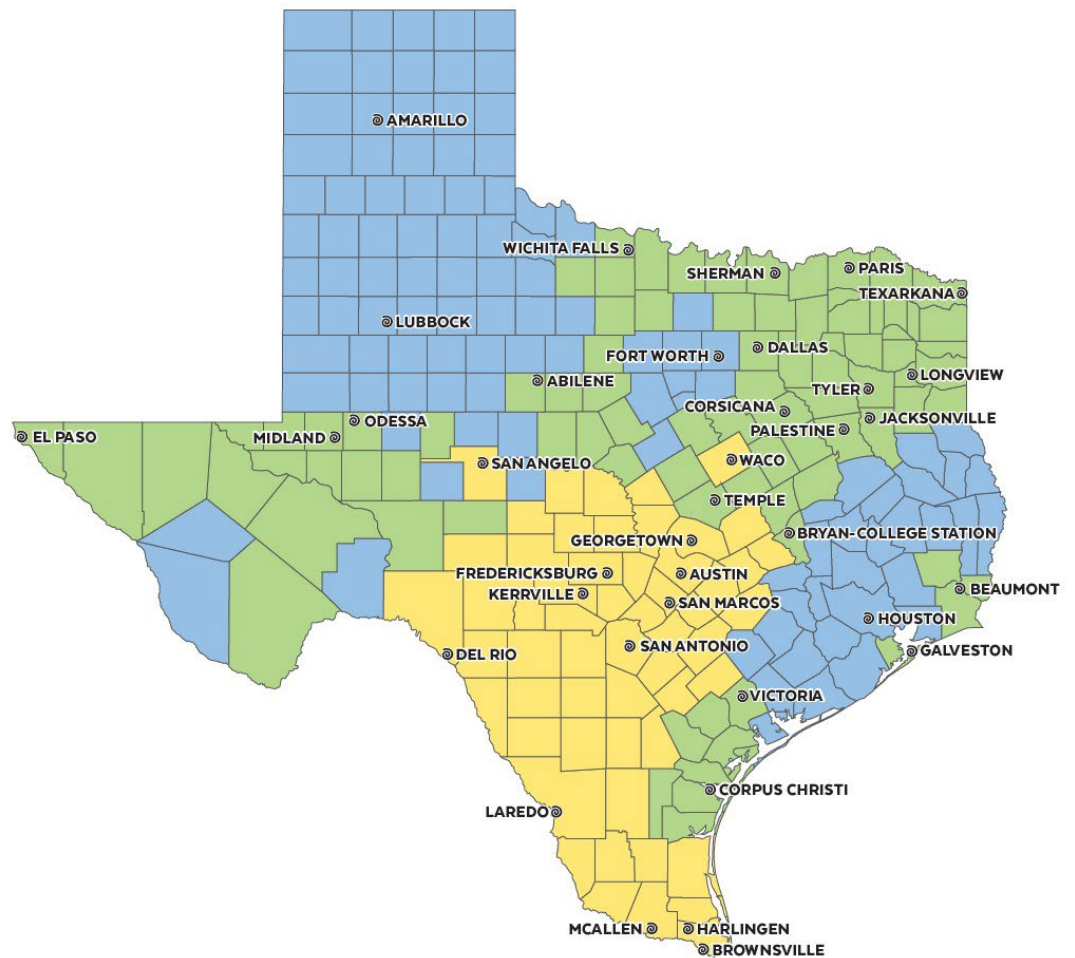 AMARILLO
WICHITA FALLS
SHERMAN
PARIS
TEXARKANA
LUBBOCK
FORT WORTH
DALLAS
LONGVIEW
ABILENE
TYLER
CORSICANA
JACKSONVILLE
ODESSA
PALESTINE
EL PASO
MIDLAND
WACO
SAN ANGELO
TEMPLE
BRYAN-COLLEGE STATION
GEORGETOWN
FREDERICKSBURG
AUSTIN
BEAUMONT
KERRVILLE
SAN MARCOS
HOUSTON
SAN ANTONIO
GALVESTON
DEL RIO
VICTORIA
CORPUS CHRISTI
LAREDO
MCALLEN
HARLINGEN
BROWNSVILLE